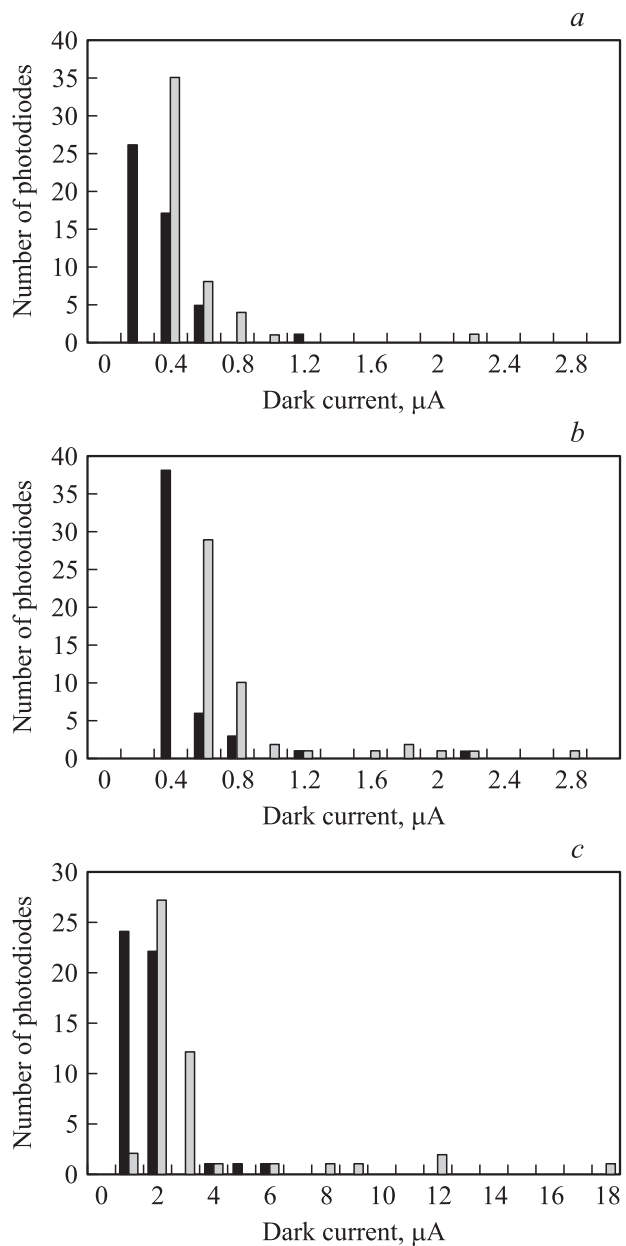 a
40
35
30
25
20
15
10
5
0
Number of photodiodes
0 0.4 0.8 1.2 1.6 2 2.4 2.8
Dark current, μA
b
40
35
30
25
20
15
10
5
0
Number of photodiodes
0 0.4 0.8 1.2 1.6 2 2.4 2.8
Dark current, μA
c
30
25
20
15
10
5
0
Number of photodiodes
0 2 4 6 8 10 12 14 16 18
Dark current, μA